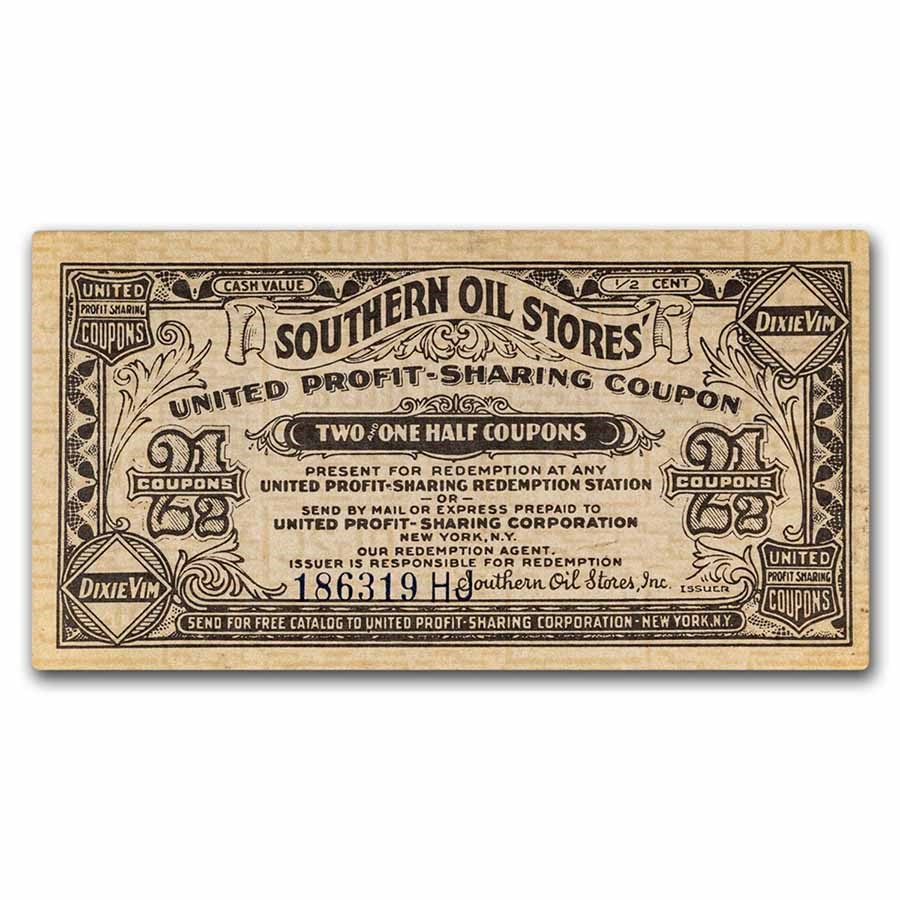 UNITED
PROFIT SHARING
COUPONS
CASH VALUE
1/2 CENT
DIXIE VIM
SOUTHERN OIL STORES'
UNITED PROFIT-SHARING COUPON
TWO AND ONE HALF COUPONS
2 1/2
COUPONS
2 1/2
COUPONS
PRESENT FOR REDEMPTION AT ANY
UNITED PROFIT-SHARING REDEMPTION STATION
— OR —
SEND BY MAIL OR EXPRESS PREPAID TO
UNITED PROFIT-SHARING CORPORATION
NEW YORK, N.Y.
OUR REDEMPTION AGENT.
ISSUER IS RESPONSIBLE FOR REDEMPTION
186319 HJ Southern Oil Stores, Inc. ISSUER
DIXIE VIM
UNITED
PROFIT SHARING
COUPONS
SEND FOR FREE CATALOG TO UNITED PROFIT-SHARING CORPORATION - NEW YORK, N.Y.